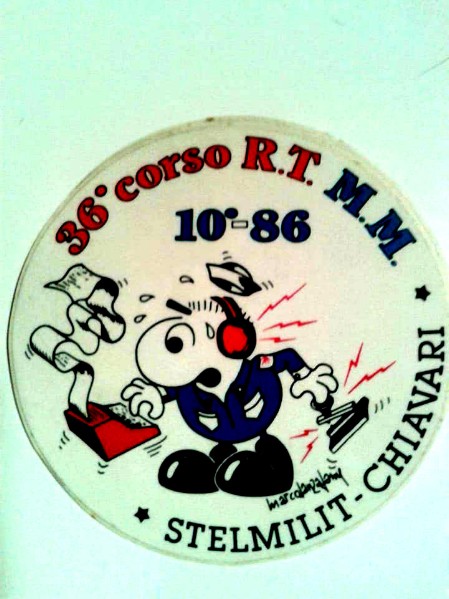 36° corso R.T. M.M.
10°-86
★ STELMILIT - CHIAVARI ★